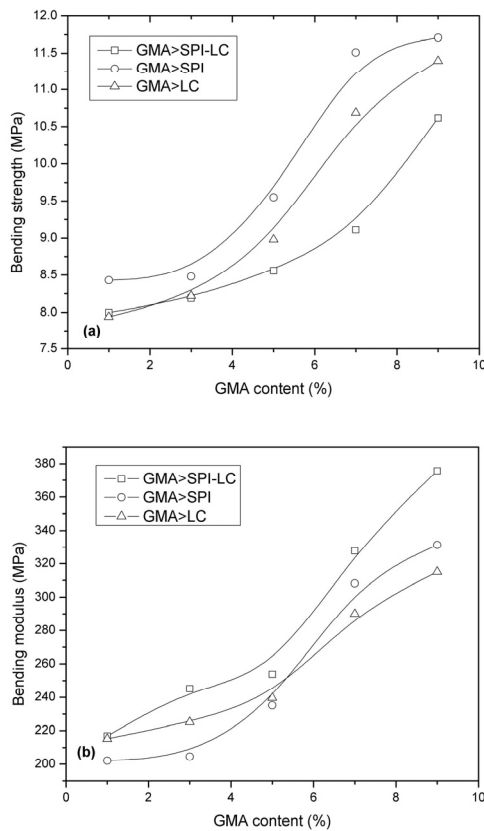 12.0
11.5
11.0
10.5
10.0
9.5
9.0
8.5
8.0
7.5
Bending strength (MPa)
GMA>SPI-LC
GMA>SPI
GMA>LC
(a)
0 2 4 6 8 10
GMA content (%)
380
360
340
320
300
280
260
240
220
200
Bending modulus (MPa)
GMA>SPI-LC
GMA>SPI
GMA>LC
(b)
0 2 4 6 8 10
GMA content (%)